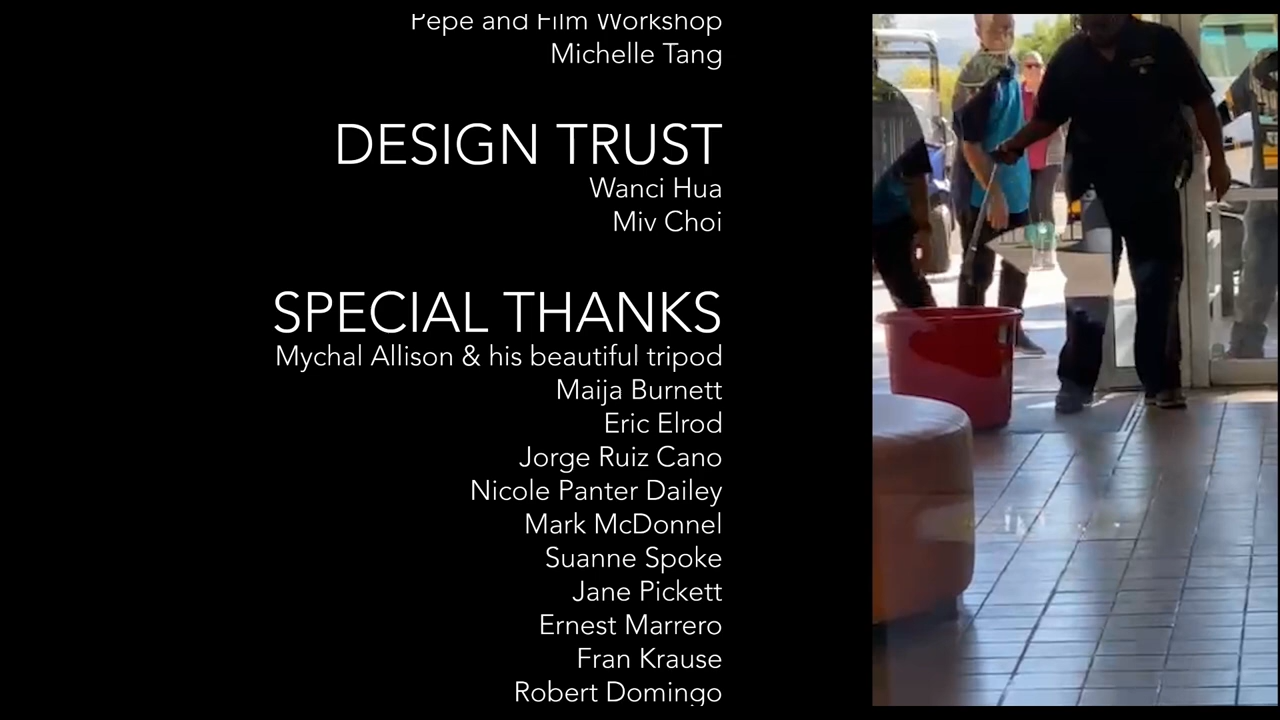 Pepe and Film Workshop
Michelle Tang
DESIGN TRUST
Wanci Hua
Miv Choi
SPECIAL THANKS
Mychal Allison & his beautiful tripod
Maija Burnett
Eric Elrod
Jorge Ruiz Cano
Nicole Panter Dailey
Mark McDonnel
Suanne Spoke
Jane Pickett
Ernest Marrero
Fran Krause
Robert Domingo